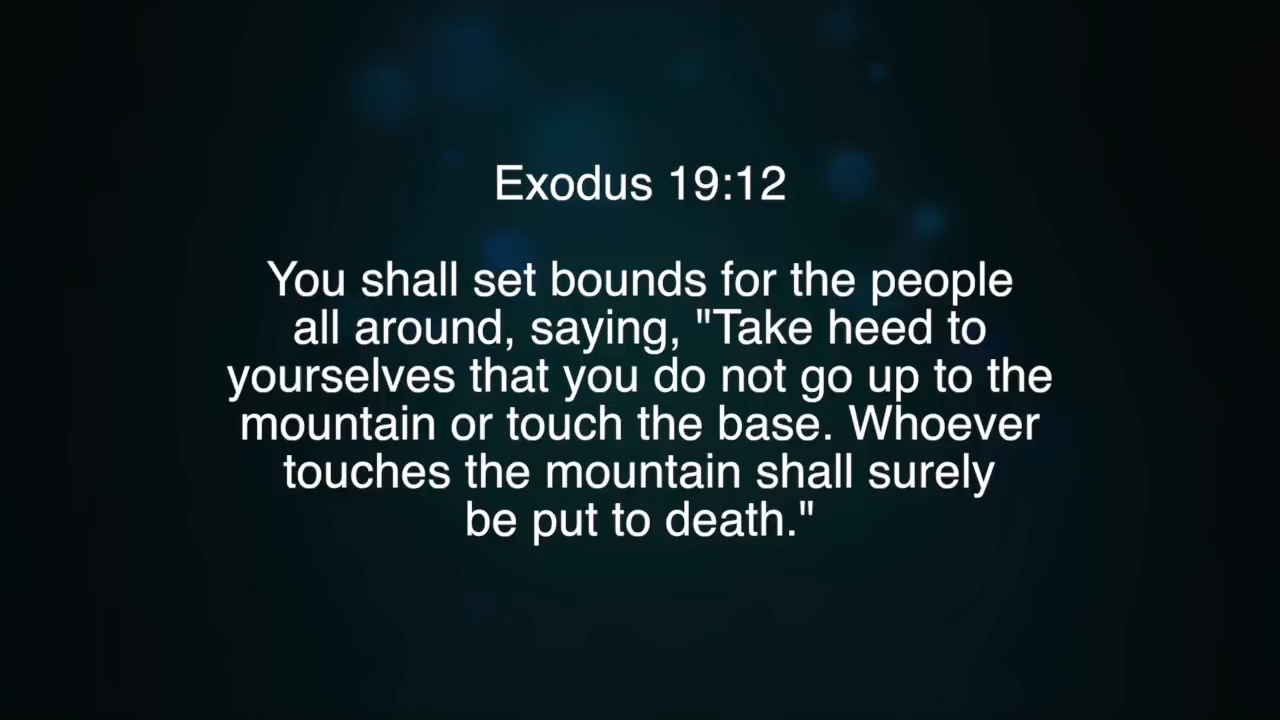 Exodus 19:12
You shall set bounds for the people
all around, saying, "Take heed to
yourselves that you do not go up to the
mountain or touch the base. Whoever
touches the mountain shall surely
be put to death."